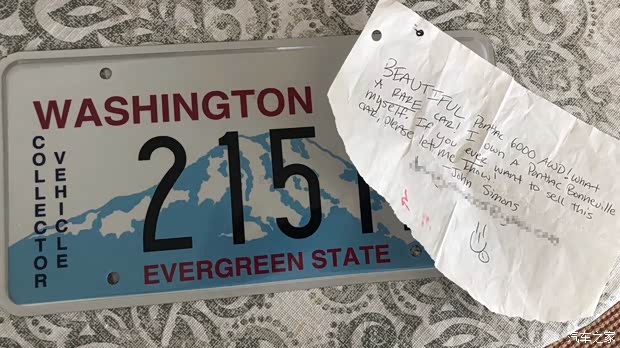 WASHINGTON
COLLECTOR
VEHICLE
2151
EVERGREEN STATE
BEAUTIFUL Pontiac 6000 AWD! What
A RARE CAR! I own A Pontiac Bonneville
myself. If you ever want to sell this
CAR, please let me know!
—John Simons
汽车之家